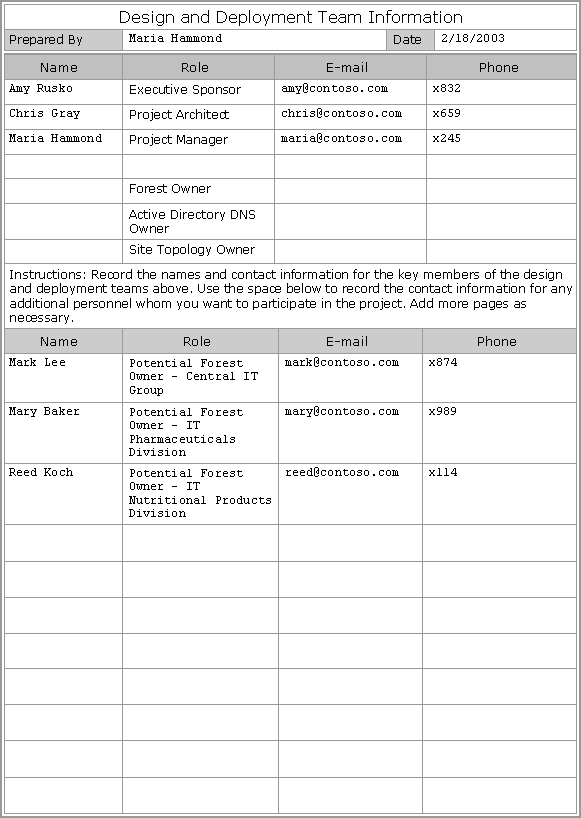 Design and Deployment Team Information
Prepared By Maria Hammond Date 2/18/2003
Name Role E-mail Phone
Amy Rusko Executive Sponsor amy@contoso.com x832
Chris Gray Project Architect chris@contoso.com x659
Maria Hammond Project Manager maria@contoso.com x245
Forest Owner
Active Directory DNS
Owner
Site Topology Owner
Instructions: Record the names and contact information for the key members of the design
and deployment teams above. Use the space below to record the contact information for any
additional personnel whom you want to participate in the project. Add more pages as
necessary.
Name Role E-mail Phone
Mark Lee Potential Forest mark@contoso.com x874
Owner - Central IT
Group
Mary Baker Potential Forest mary@contoso.com x989
Owner - IT
Pharmaceuticals
Division
Reed Koch Potential Forest reed@contoso.com x114
Owner - IT
Nutritional Products
Division